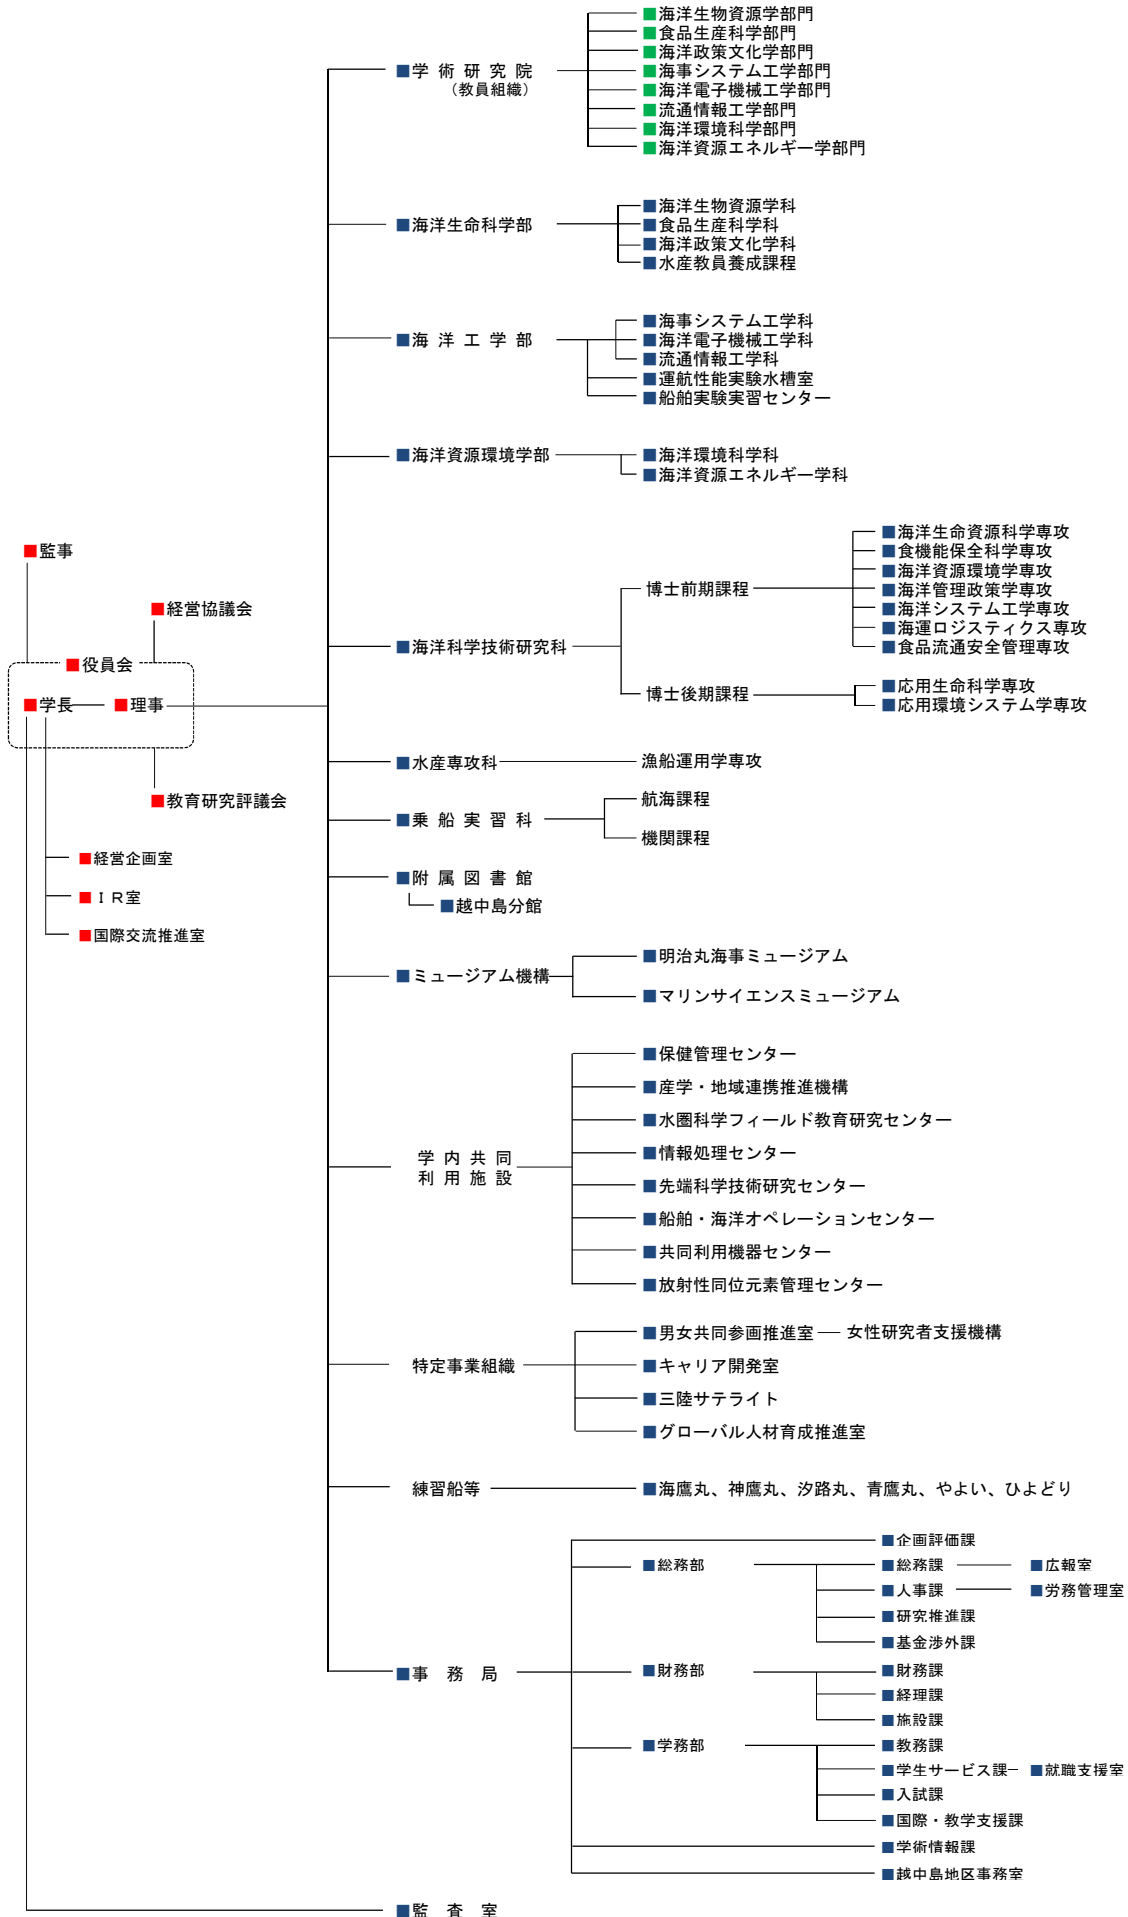 ■監事
■経営協議会
■役員会
■学長
■理事
■教育研究評議会
■経営企画室
■ＩＲ室
■国際交流推進室
■学術研究院
（教員組織）
■海洋生物資源学部門
■食品生産科学部門
■海洋政策文化学部門
■海事システム工学部門
■海洋電子機械工学部門
■流通情報工学部門
■海洋環境科学部門
■海洋資源エネルギー学部門
■海洋生命科学部
■海洋生物資源学科
■食品生産科学科
■海洋政策文化学科
■水産教員養成課程
■海洋工学部
■海事システム工学科
■海洋電子機械工学科
■流通情報工学科
■運航性能実験水槽室
■船舶実験実習センター
■海洋資源環境学部
■海洋環境科学科
■海洋資源エネルギー学科
■海洋科学技術研究科
博士前期課程
■海洋生命資源科学専攻
■食機能保全科学専攻
■海洋資源環境学専攻
■海洋管理政策学専攻
■海洋システム工学専攻
■海運ロジスティクス専攻
■食品流通安全管理専攻
博士後期課程
■応用生命科学専攻
■応用環境システム学専攻
■水産専攻科
漁船運用学専攻
■乗船実習科
航海課程
機関課程
■附属図書館
■越中島分館
■ミュージアム機構
■明治丸海事ミュージアム
■マリンサイエンスミュージアム
学内共同
利用施設
■保健管理センター
■産学・地域連携推進機構
■水圏科学フィールド教育研究センター
■情報処理センター
■先端科学技術研究センター
■船舶・海洋オペレーションセンター
■共同利用機器センター
■放射性同位元素管理センター
特定事業組織
■男女共同参画推進室 女性研究者支援機構
■キャリア開発室
■三陸サテライト
■グローバル人材育成推進室
練習船等
■海鷹丸、神鷹丸、汐路丸、青鷹丸、やよい、ひよどり
■事務局
■企画評価課
■総務部
■総務課 ■広報室
■人事課 ■労務管理室
■研究推進課
■基金渉外課
■財務部
■財務課
■経理課
■施設課
■学務部
■教務課
■学生サービス課 ■就職支援室
■入試課
■国際・教学支援課
■学術情報課
■越中島地区事務室
■監査室